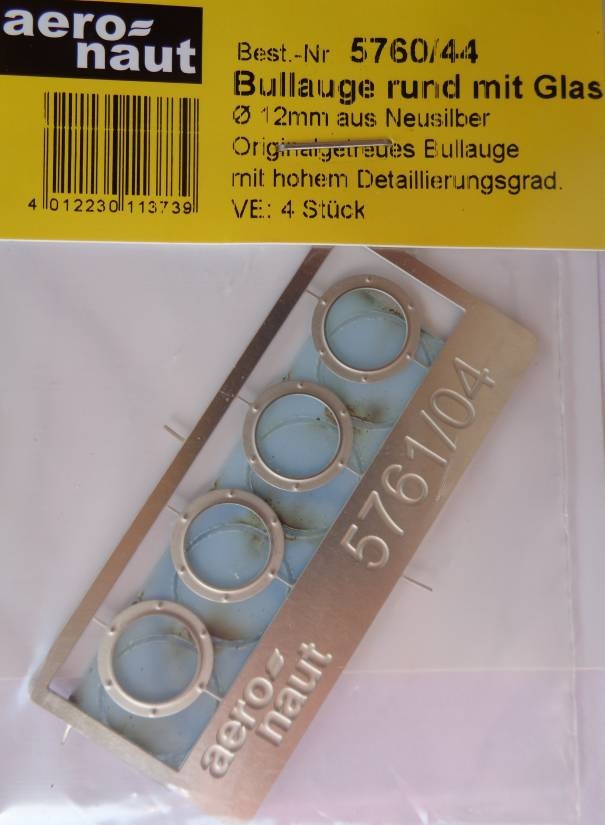 aero=
naut
Best.-Nr 5760/44
Bullauge rund mit Glas
Ø 12mm aus Neusilber
Originalgetreues Bullauge
mit hohem Detaillierungsgrad.
VE: 4 Stück
4 012230 113739
5761/04
aero=
naut